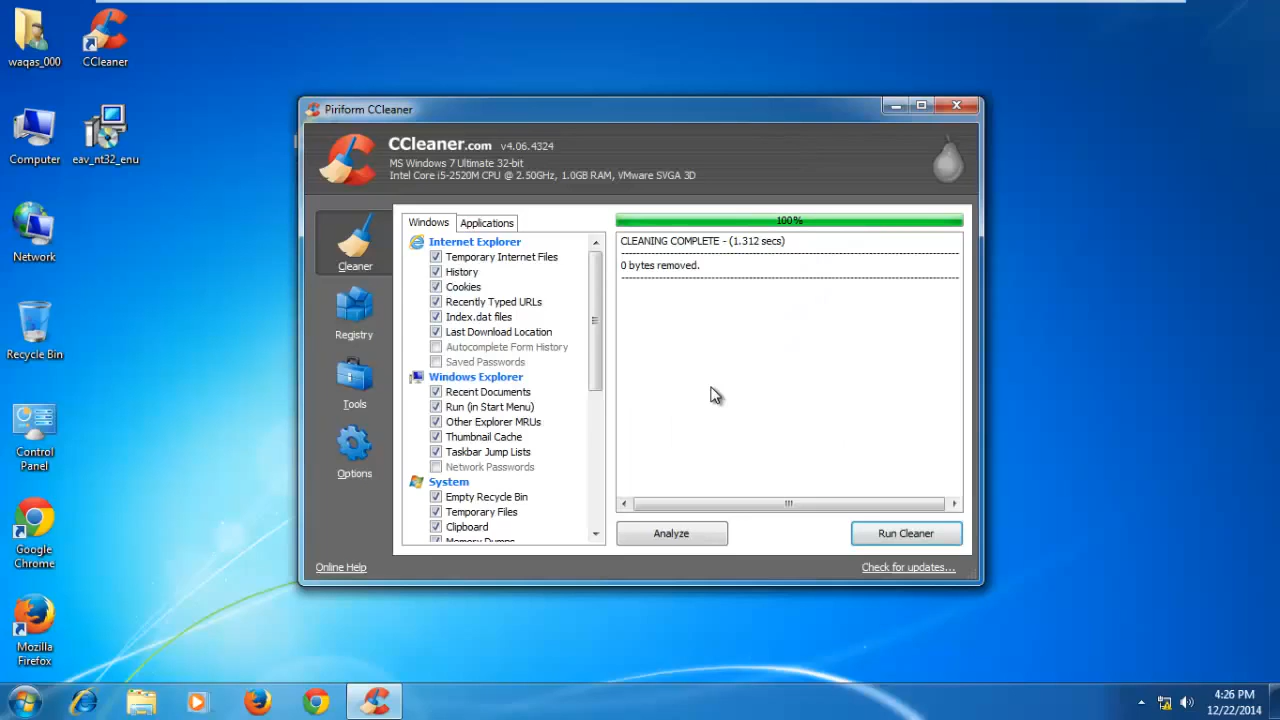 waqas_000
CCleaner
Computer
eav_nt32_enu
Network
Recycle Bin
Control
Panel
Google
Chrome
Mozilla
Firefox
Piriform CCleaner
CCleaner.com v4.06.4324
MS Windows 7 Ultimate 32-bit
Intel Core i5-2520M CPU @ 2.50GHz, 1.0GB RAM, VMware SVGA 3D
Cleaner
Registry
Tools
Options
Windows
Applications
Internet Explorer
Temporary Internet Files
History
Cookies
Recently Typed URLs
Index.dat files
Last Download Location
Autocomplete Form History
Saved Passwords
Windows Explorer
Recent Documents
Run (in Start Menu)
Other Explorer MRUs
Thumbnail Cache
Taskbar Jump Lists
Network Passwords
System
Empty Recycle Bin
Temporary Files
Clipboard
Memory Dumps
100%
CLEANING COMPLETE - (1.312 secs)
0 bytes removed.
Analyze
Run Cleaner
Online Help
Check for updates...
4:26 PM
12/22/2014